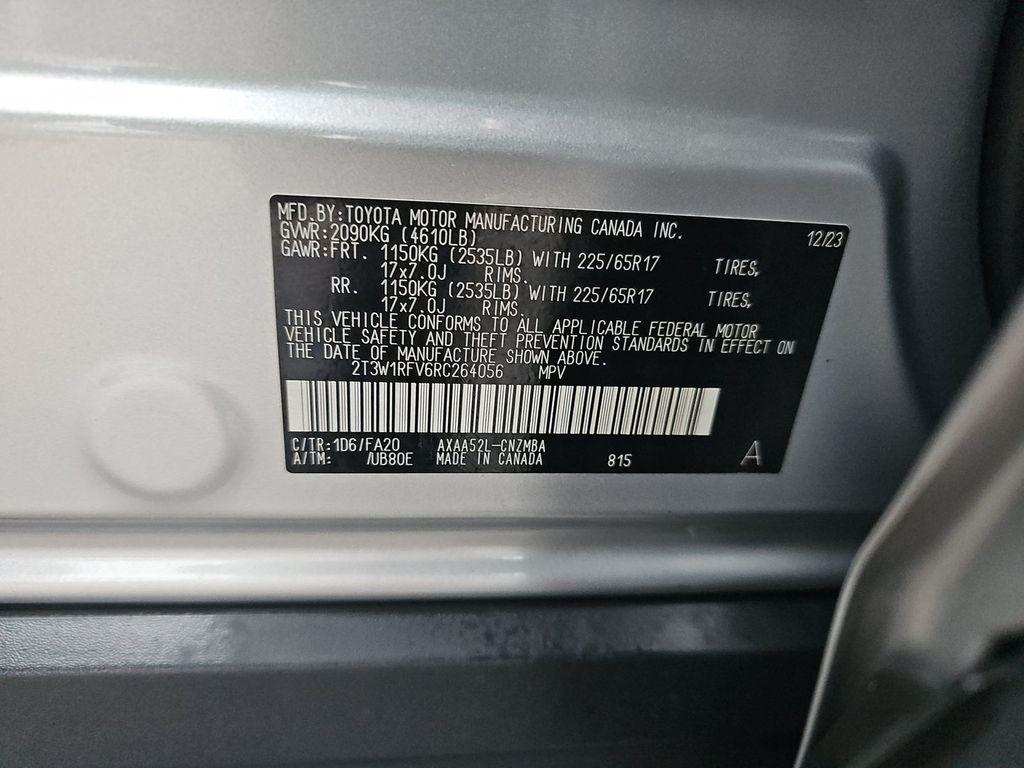 MFD.BY:TOYOTA MOTOR MANUFACTURING CANADA INC. 12/23
GVWR:2090KG (4610LB)
GAWR:FRT. 1150KG (2535LB) WITH 225/65R17 TIRES,
17x7.0J RIMS.
RR. 1150KG (2535LB) WITH 225/65R17 TIRES,
17x7.0J RIMS.
THIS VEHICLE CONFORMS TO ALL APPLICABLE FEDERAL MOTOR
VEHICLE SAFETY AND THEFT PREVENTION STANDARDS IN EFFECT ON
THE DATE OF MANUFACTURE SHOWN ABOVE.
2T3W1RFV6RC264056 MPV
C/TR:1D6/FA20 AXAA52L-CNZMBA
A/TM: /UB80E MADE IN CANADA 815 A